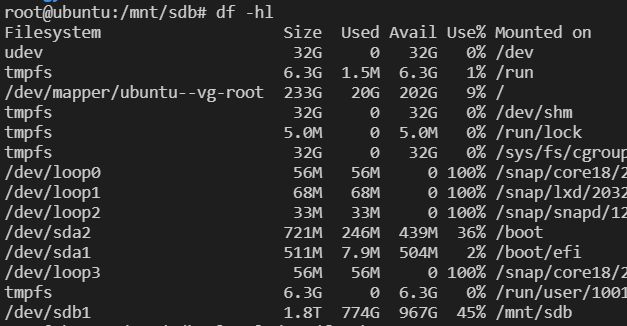 root@ubuntu:/mnt/sdb# df -hl
Filesystem                   Size  Used Avail Use% Mounted on
udev                          32G     0   32G   0% /dev
tmpfs                        6.3G  1.5M  6.3G   1% /run
/dev/mapper/ubuntu--vg-root  233G   20G  202G   9% /
tmpfs                         32G     0   32G   0% /dev/shm
tmpfs                        5.0M     0  5.0M   0% /run/lock
tmpfs                         32G     0   32G   0% /sys/fs/cgroup
/dev/loop0                    56M   56M     0 100% /snap/core18/2
/dev/loop1                    68M   68M     0 100% /snap/lxd/2032
/dev/loop2                    33M   33M     0 100% /snap/snapd/12
/dev/sda2                    721M  246M  439M  36% /boot
/dev/sda1                    511M  7.9M  504M   2% /boot/efi
/dev/loop3                    56M   56M     0 100% /snap/core18/2
tmpfs                        6.3G     0  6.3G   0% /run/user/1001
/dev/sdb1                    1.8T  774G  967G  45% /mnt/sdb